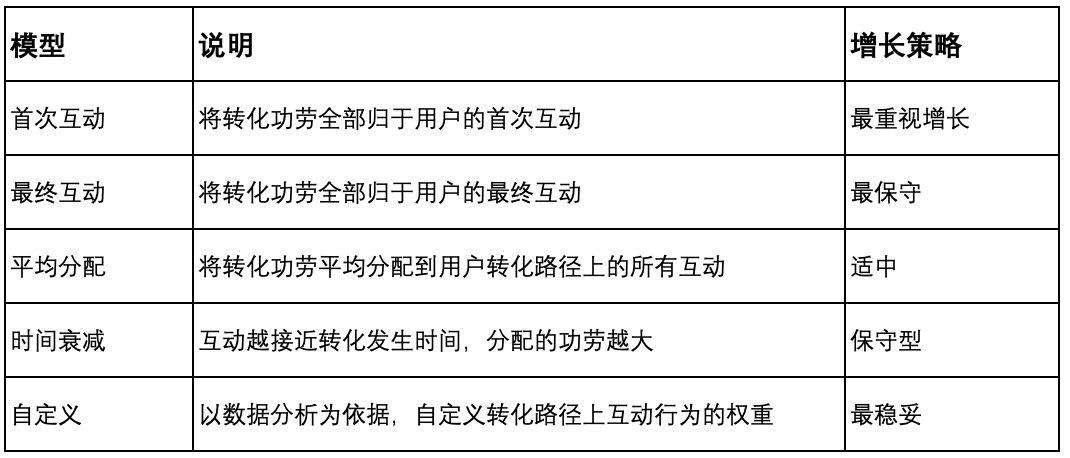 模型 说明 增长策略
首次互动 将转化功劳全部归于用户的首次互动 最重视增长
最终互动 将转化功劳全部归于用户的最终互动 最保守
平均分配 将转化功劳平均分配到用户转化路径上的所有互动 适中
时间衰减 互动越接近转化发生时间，分配的功劳越大 保守型
自定义 以数据分析为依据，自定义转化路径上互动行为的权重 最稳妥